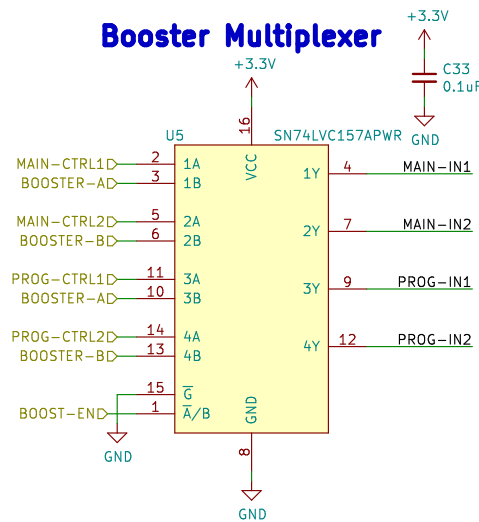 Booster Multiplexer
+3.3V
+3.3V
C33
0.1uF
GND
U5
SN74LVC157APWR
16
VCC
MAIN-CTRL1 2 1A
BOOSTER-A 3 1B
1Y 4 MAIN-IN1
MAIN-CTRL2 5 2A
BOOSTER-B 6 2B
2Y 7 MAIN-IN2
PROG-CTRL1 11 3A
BOOSTER-A 10 3B
3Y 9 PROG-IN1
PROG-CTRL2 14 4A
BOOSTER-B 13 4B
4Y 12 PROG-IN2
15 G̅
BOOST-EN 1 A̅/B
GND
8
GND
GND